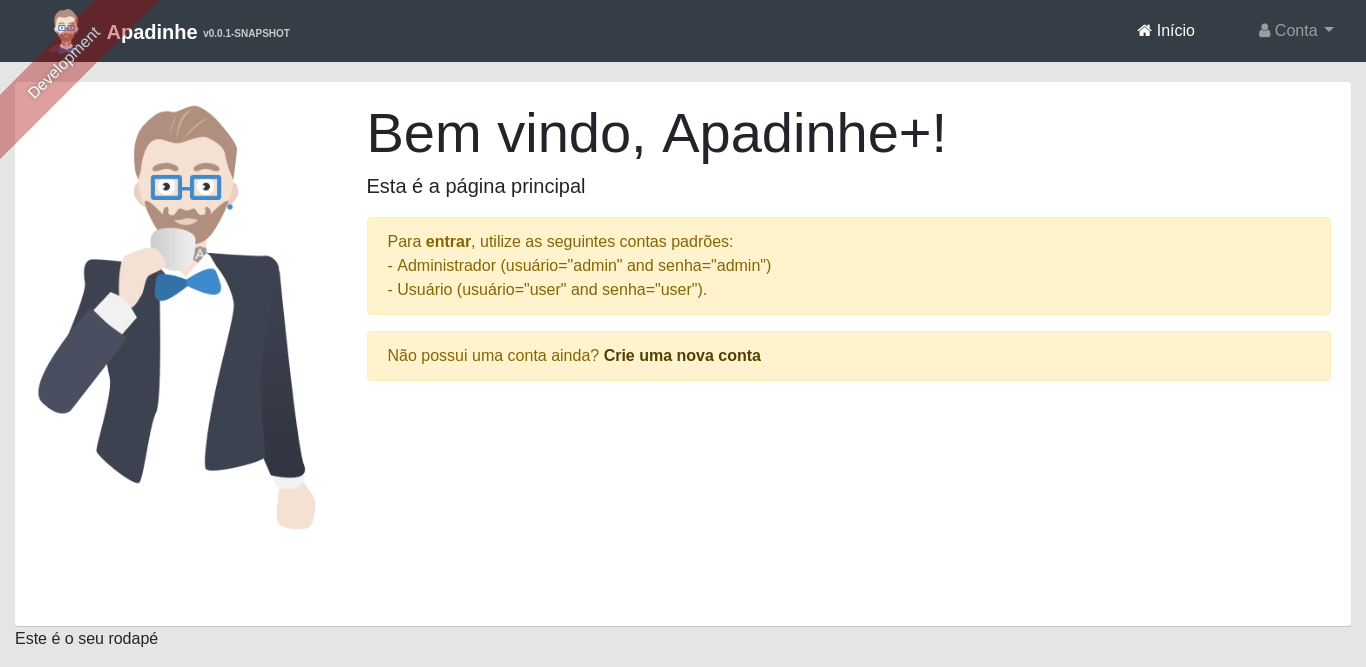 Development
Apadinhe v0.0.1-SNAPSHOT
Início
Conta
Bem vindo, Apadinhe+!
Esta é a página principal
Para entrar, utilize as seguintes contas padrões:
- Administrador (usuário="admin" and senha="admin")
- Usuário (usuário="user" and senha="user").
Não possui uma conta ainda? Crie uma nova conta
A
Este é o seu rodapé